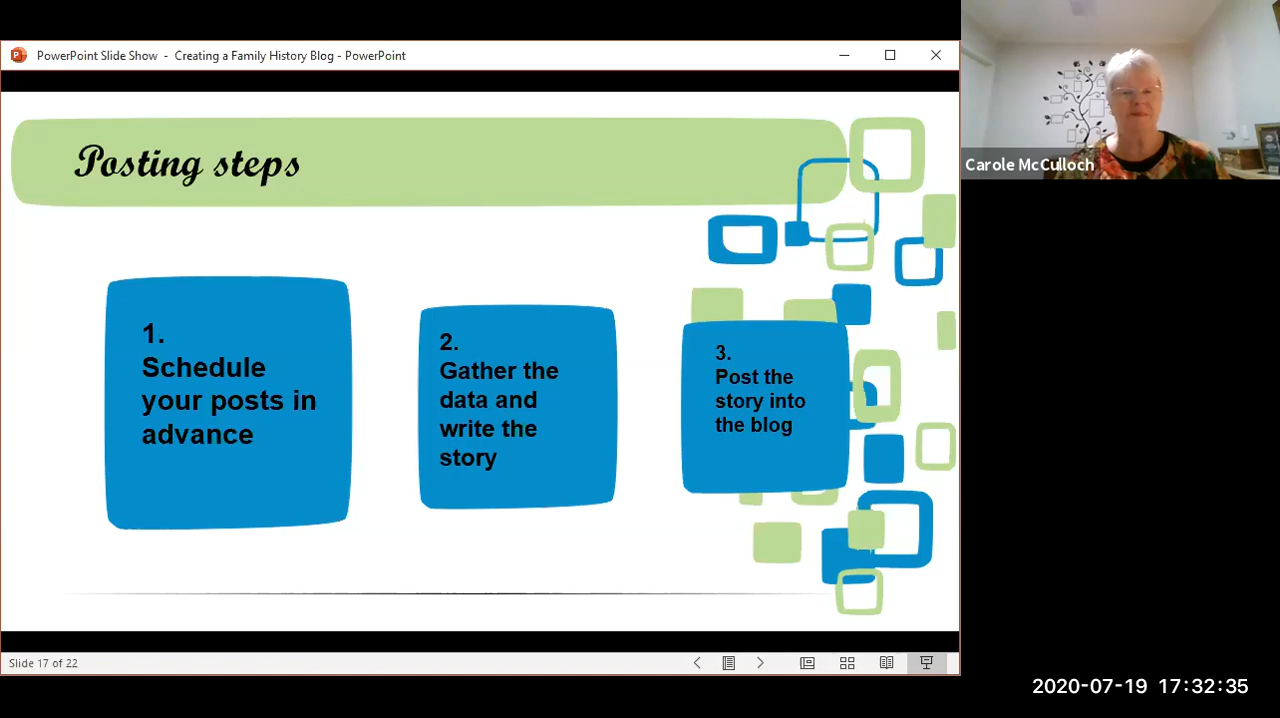 PowerPoint Slide Show - Creating a Family History Blog - PowerPoint
Carole McCulloch
Posting steps
1.
Schedule
your posts in
advance
2.
Gather the
data and
write the
story
3.
Post the
story into
the blog
Slide 17 of 22
2020-07-19 17:32:35